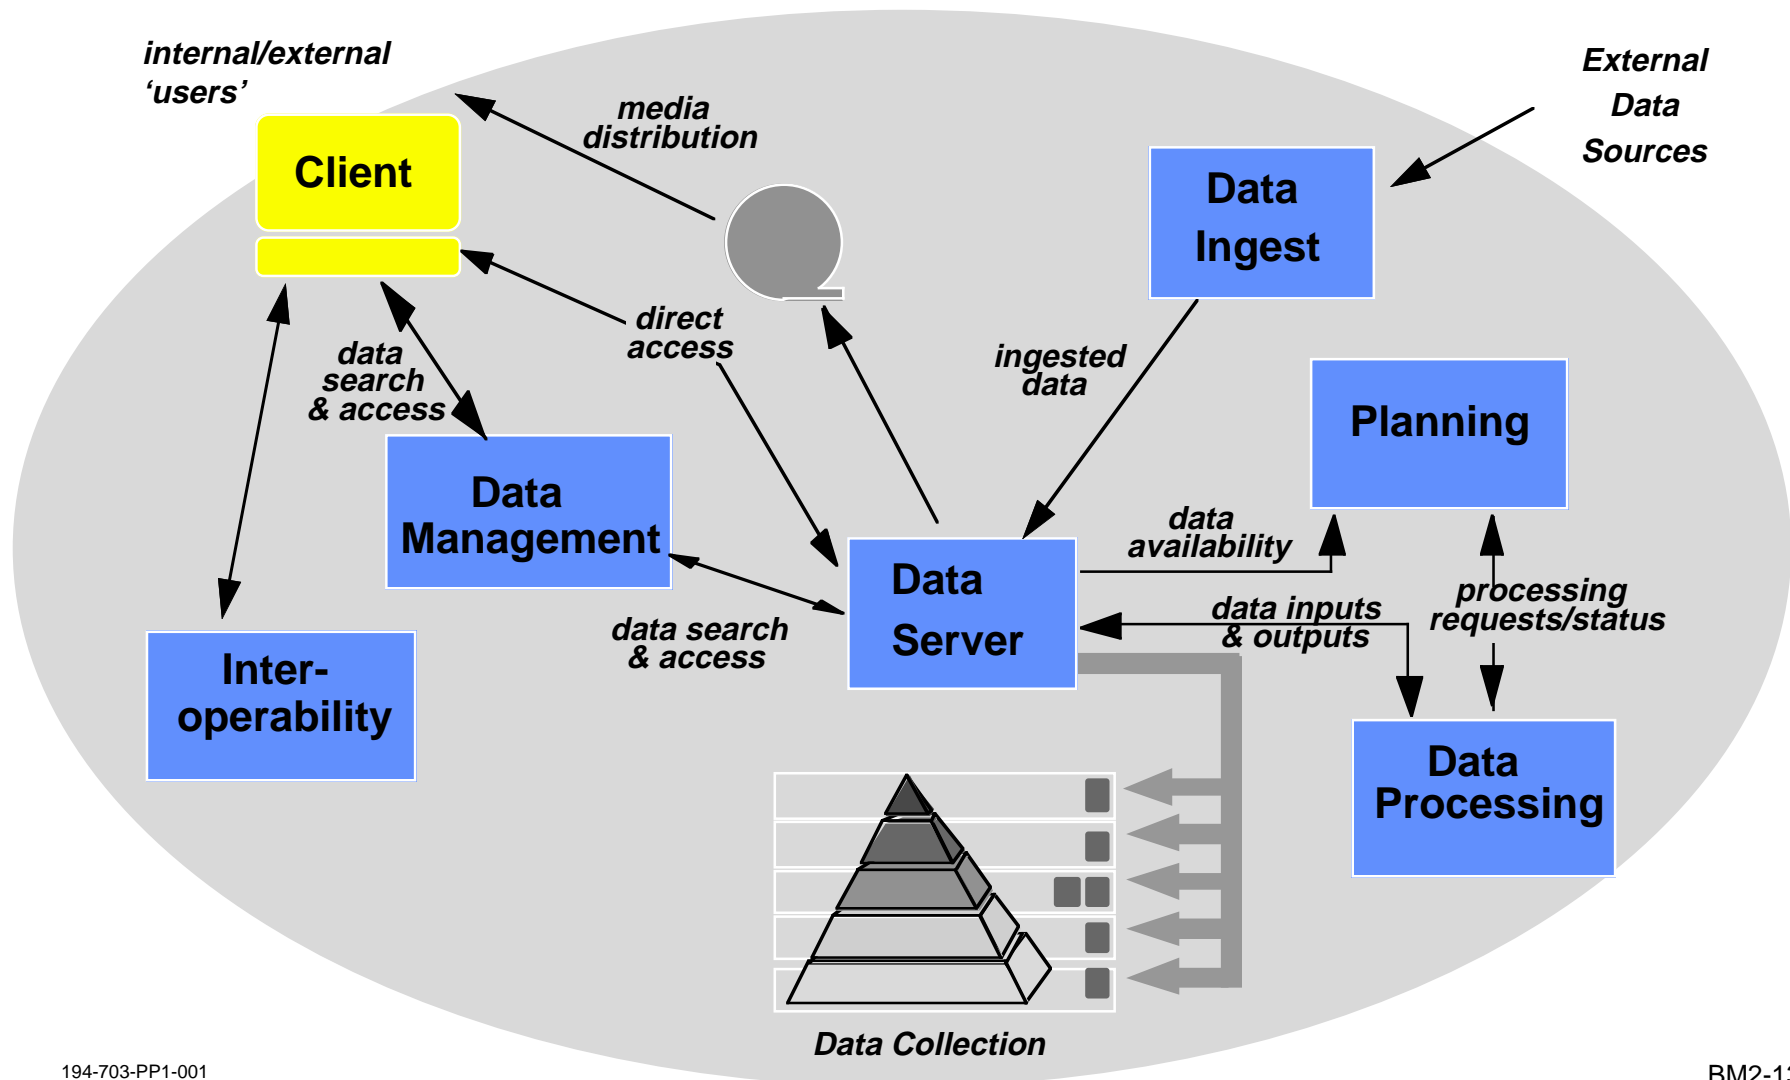 internal/external
‘users’
Client
media
distribution
External
Data
Sources
Data
Ingest
direct
access
data
search
& access
ingested
data
Planning
Data
Management
data
availability
Data
Server
data search
& access
data inputs
& outputs
processing
requests/status
Inter-
operability
Data
Processing
Data Collection
194-703-PP1-001